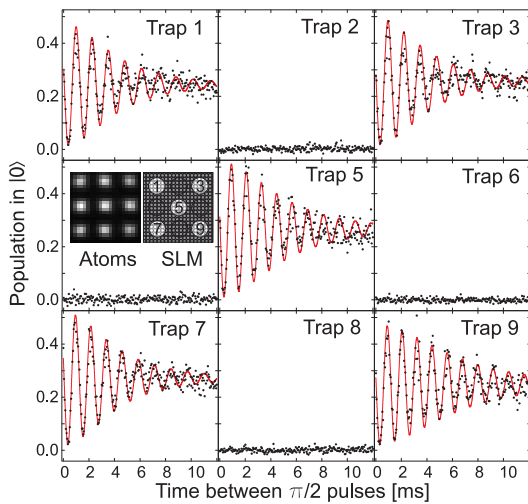 Trap 1
Trap 2
Trap 3
0.4
0.2
0.0
Population in |0⟩
1 3
5
7 9
Atoms
SLM
Trap 5
Trap 6
0.4
0.2
0.0
Trap 7
Trap 8
Trap 9
0.4
0.2
0.0
0 2 4 6 8 10
0 2 4 6 8 10
0 2 4 6 8 10
Time between π/2 pulses [ms]